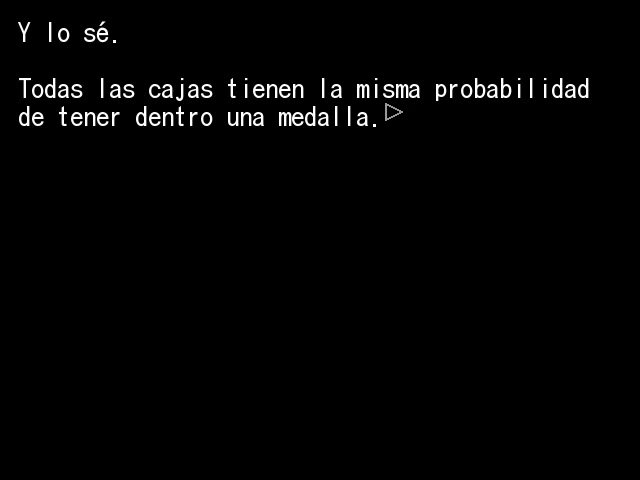 Y lo sé.
Todas las cajas tienen la misma probabilidad
de tener dentro una medalla.